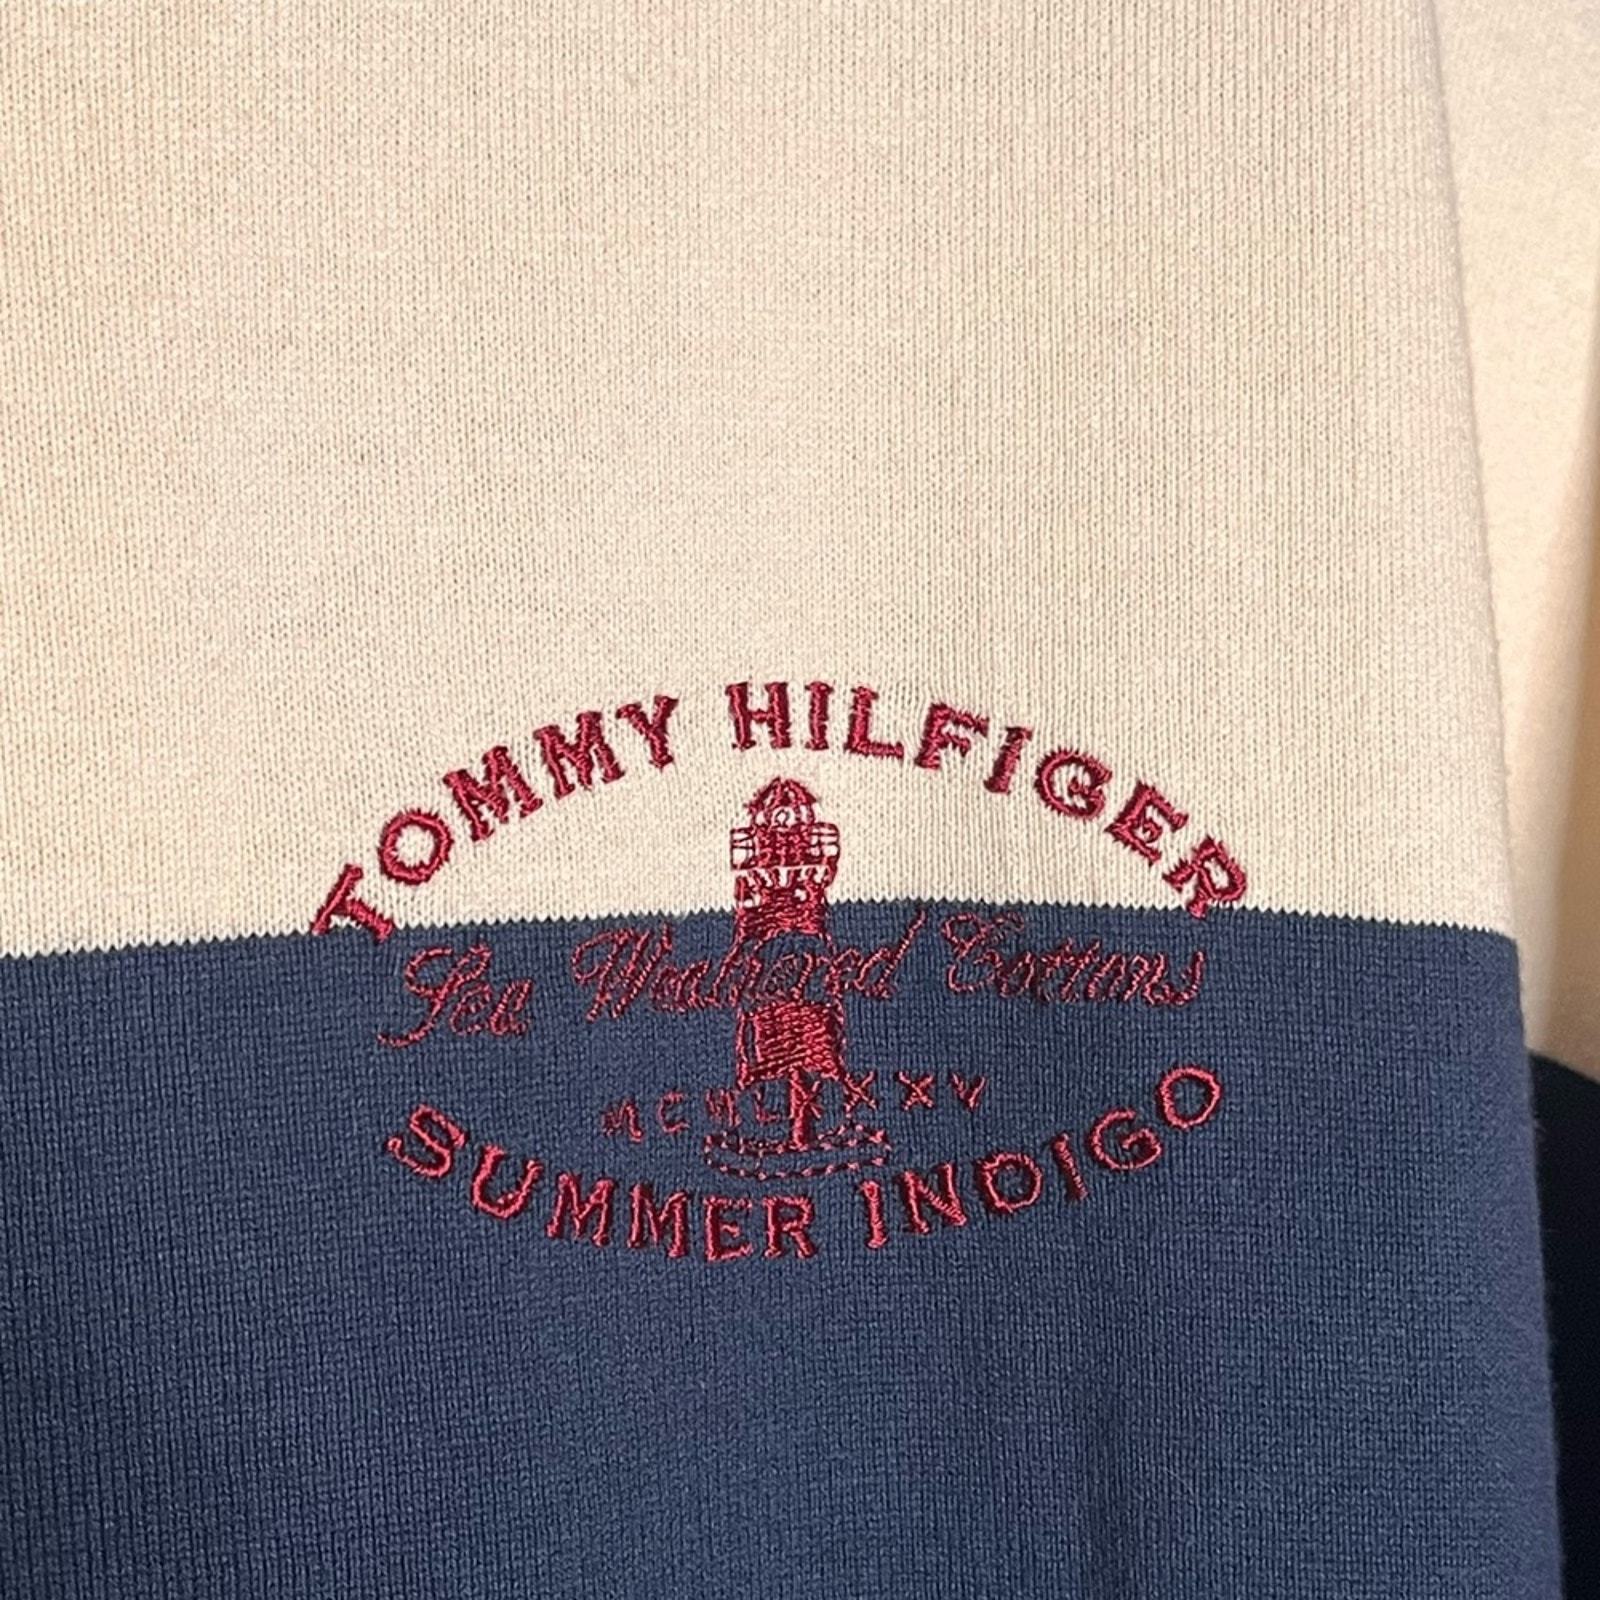 TOMMY HILFIGER
Sea Weathered Cottons
MCMLXXXV
SUMMER INDIGO